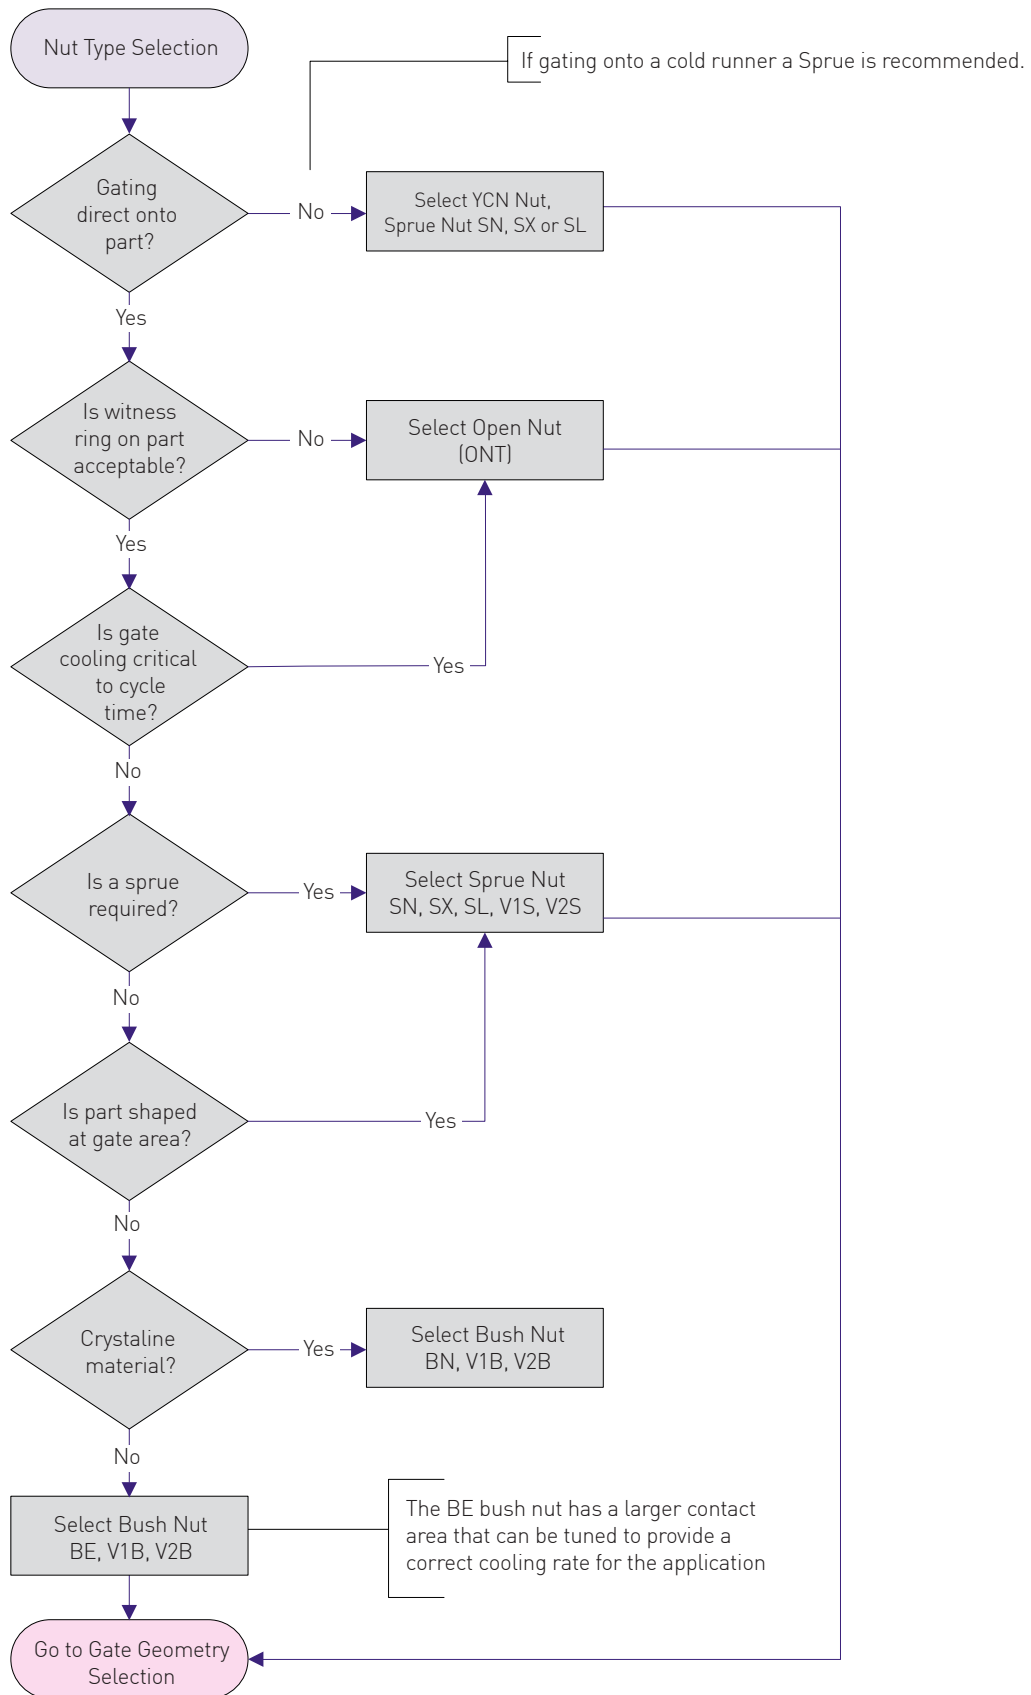 Nut Type Selection
If gating onto a cold runner a Sprue is recommended.
Gating
direct onto
part?
No
Select YCN Nut,
Sprue Nut SN, SX or SL
Yes
Is witness
ring on part
acceptable?
No
Select Open Nut
(ONT)
Yes
Is gate
cooling critical
to cycle
time?
Yes
No
Is a sprue
required?
Yes
Select Sprue Nut
SN, SX, SL, V1S, V2S
No
Is part shaped
at gate area?
Yes
No
Crystaline
material?
Yes
Select Bush Nut
BN, V1B, V2B
No
Select Bush Nut
BE, V1B, V2B
The BE bush nut has a larger contact
area that can be tuned to provide a
correct cooling rate for the application
Go to Gate Geometry
Selection